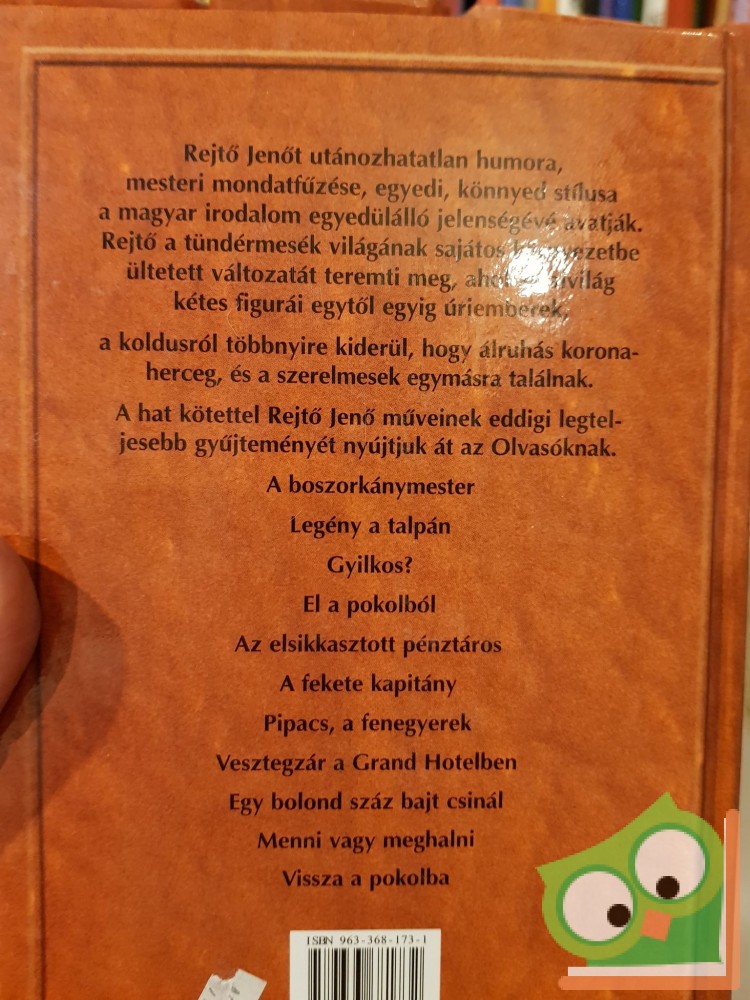 Rejtő Jenőt utánozhatatlan humora,
mesteri mondatfűzése, egyedi, könnyed stílusa
a magyar irodalom egyedülálló jelenségévé avatják.
Rejtő a tündérmesék világának sajátos
ültetett változatát teremti meg,
kétes figurái egytől egyig úriemberek,
a koldusról többnyire kiderül, hogy álruhás korona-
herceg, és a szerelmesek egymásra találnak.
A hat kötettel Rejtő Jenő műveinek eddigi legtel-
jesebb gyűjteményét nyújtjuk át az Olvasóknak.
A boszorkánymester
Legény a talpán
Gyilkos?
El a pokolból
Az elsikkasztott pénztáros
A fekete kapitány
Pipacs, a fenegyerek
Vesztegzár a Grand Hotelben
Egy bolond száz bajt csinál
Menni vagy meghalni
Vissza a pokolba
ISBN 963-368-173-1